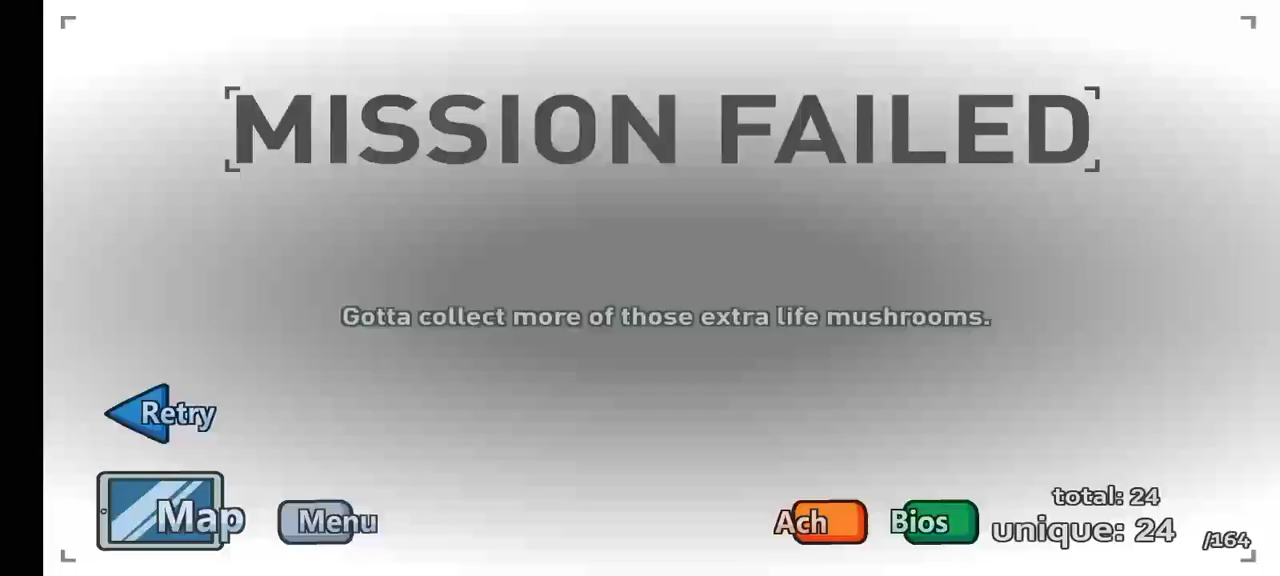 MISSION FAILED
Gotta collect more of those extra life mushrooms.
Retry
Map
Menu
Ach
Bios
total: 24
unique: 24
/164